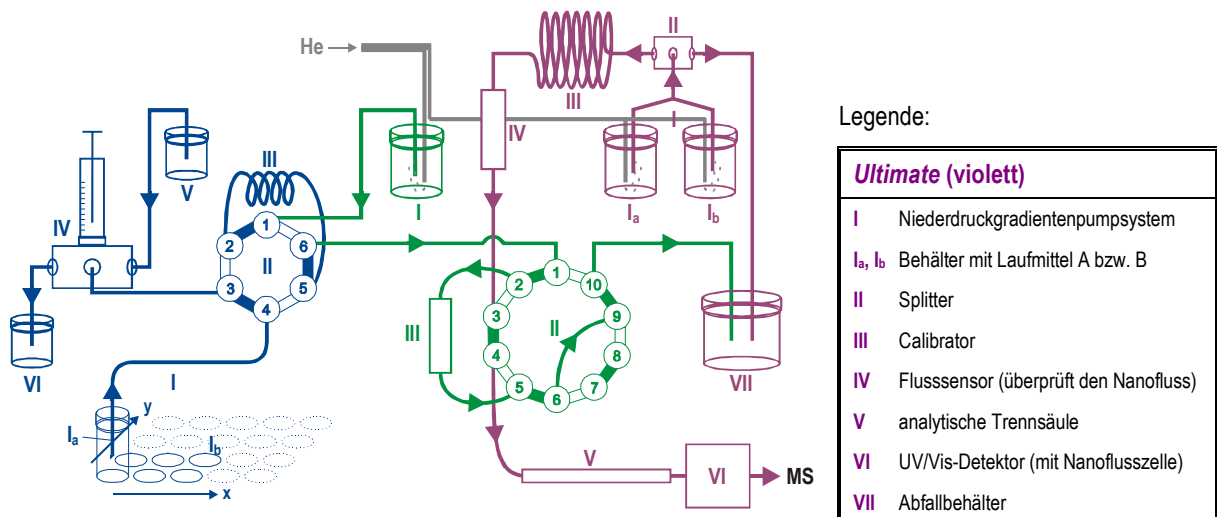 He
II
III
I
IV
I
Ia
Ib
V
IV
VI
III
1
2
6
II
3
5
4
I
y
Ia
Ib
x
1
2
10
3
9
II
4
8
5
7
6
III
VII
V
VI
MS
Legende:
Ultimate (violett)
I Niederdruckgradientenpumpsystem
Ia, Ib Behälter mit Laufmittel A bzw. B
II Splitter
III Calibrator
IV Flusssensor (überprüft den Nanofluss)
V analytische Trennsäule
VI UV/Vis-Detektor (mit Nanoflusszelle)
VII Abfallbehälter